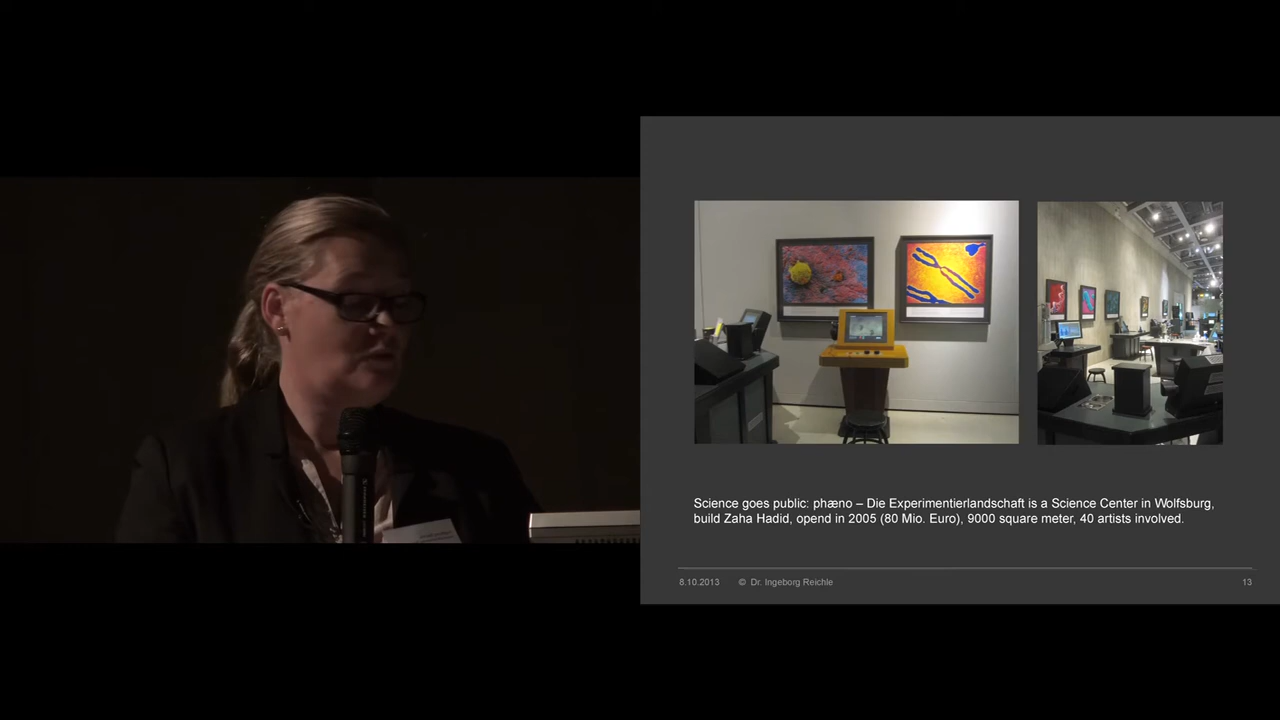 Science goes public: phæno – Die Experimentierlandschaft is a Science Center in Wolfsburg,
build Zaha Hadid, opend in 2005 (80 Mio. Euro), 9000 square meter, 40 artists involved.
8.10.2013 © Dr. Ingeborg Reichle 13